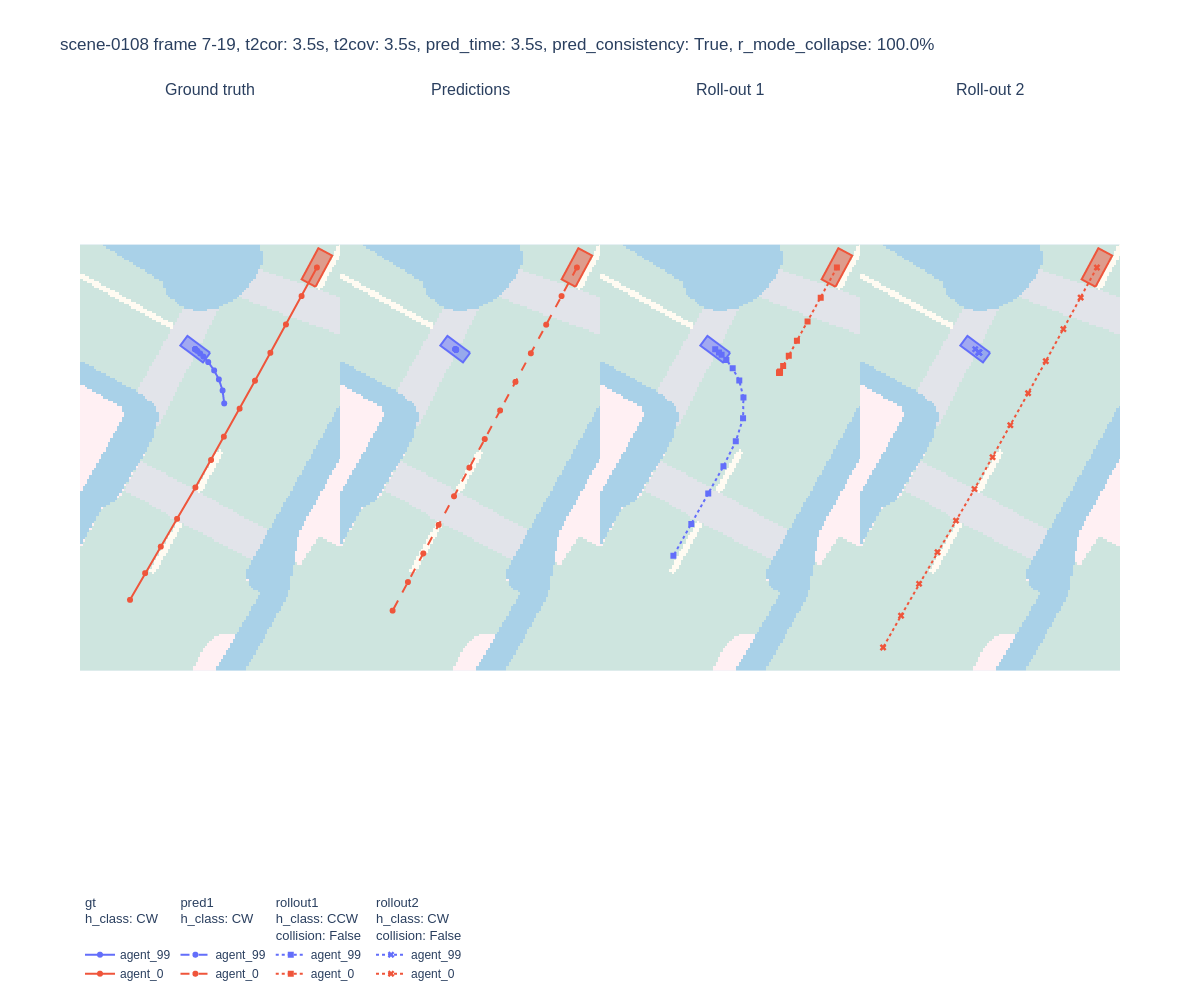 scene-0108 frame 7-19, t2cor: 3.5s, t2cov: 3.5s, pred_time: 3.5s, pred_consistency: True, r_mode_collapse: 100.0%
Ground truth
Predictions
Roll-out 1
Roll-out 2
gt
h_class: CW
agent_99
agent_0
pred1
h_class: CW
agent_99
agent_0
rollout1
h_class: CCW
collision: False
agent_99
agent_0
rollout2
h_class: CW
collision: False
agent_99
agent_0